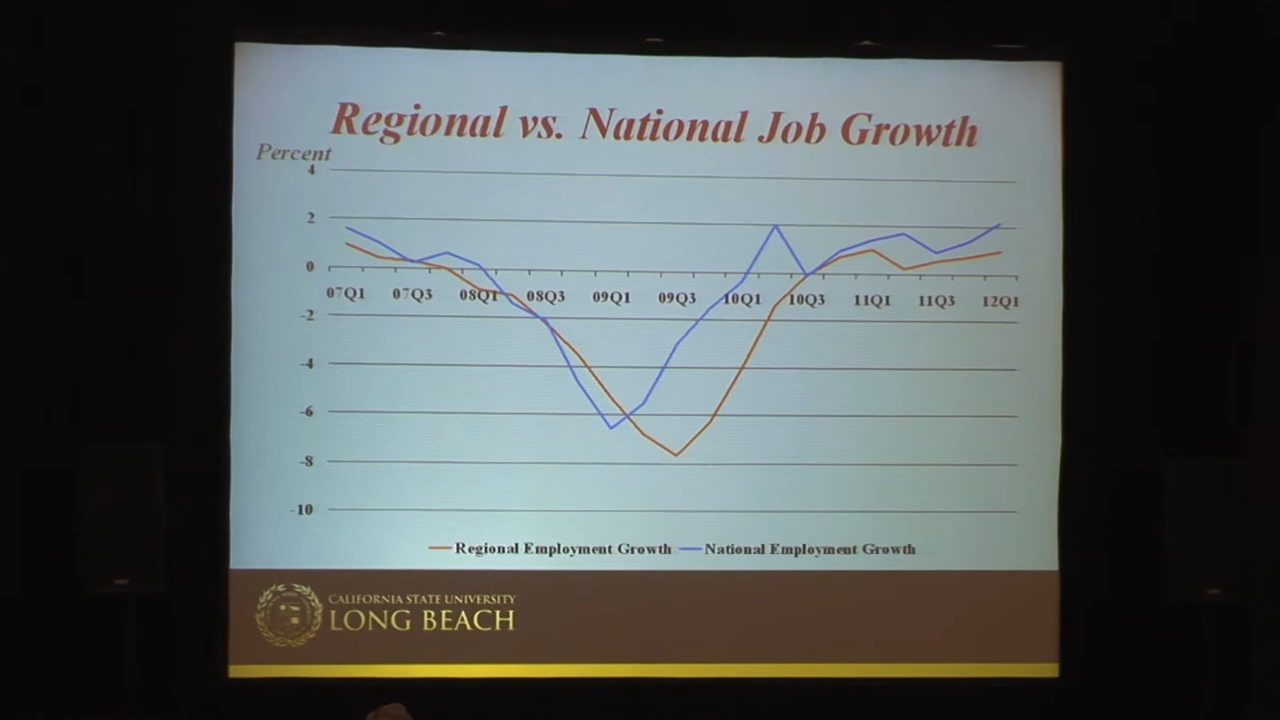 Regional vs. National Job Growth
Percent
4
2
0
07Q1 07Q3 08Q1 08Q3 09Q1 09Q3 10Q1 10Q3 11Q1 11Q3 12Q1
-2
-4
-6
-8
-10
Regional Employment Growth National Employment Growth
CALIFORNIA STATE UNIVERSITY
LONG BEACH